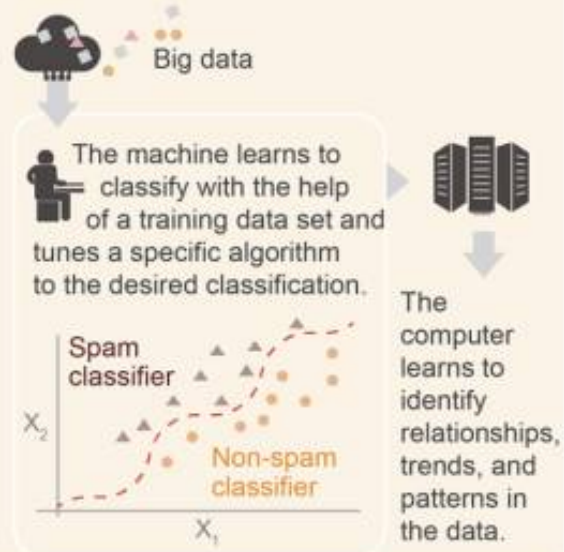 Big data
The machine learns to
classify with the help
of a training data set and
tunes a specific algorithm
to the desired classification.
Spam
classifier
X₂
Non-spam
classifier
X₁
The
computer
learns to
identify
relationships,
trends, and
patterns in
the data.